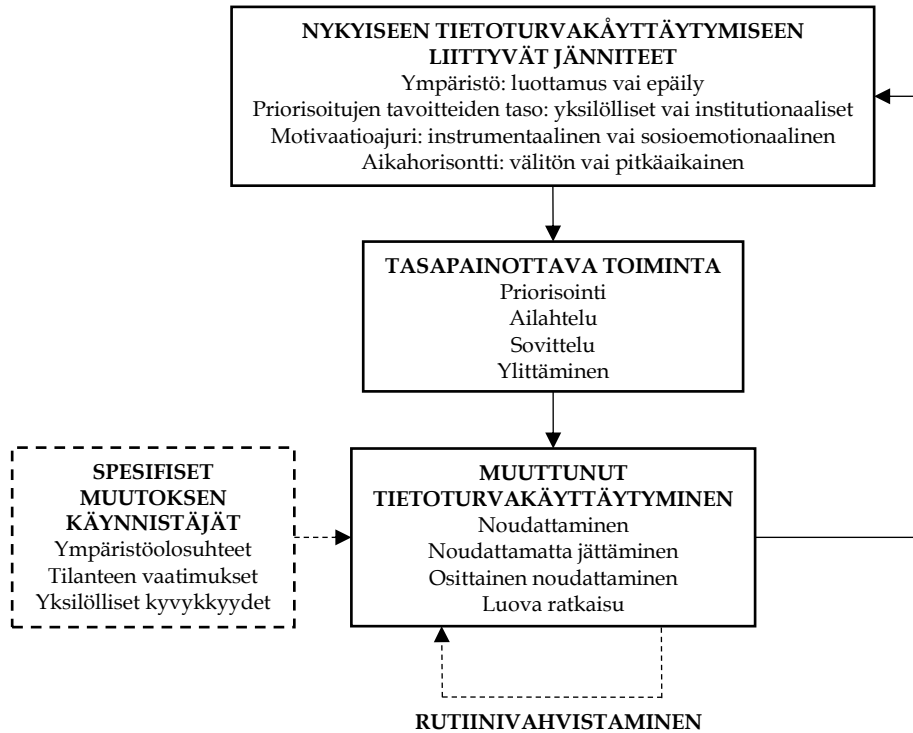 NYKYISEEN TIETOTURVAKÅYTTÄYTYMISEEN
LIITTYVÄT JÄNNITEET
Ympäristö: luottamus vai epäily
Priorisoitujen tavoitteiden taso: yksilölliset vai institutionaaliset
Motivaatioajuri: instrumentaalinen vai sosioemotionaalinen
Aikahorisontti: välitön vai pitkäaikainen
TASAPAINOTTAVA TOIMINTA
Priorisointi
Ailahtelu
Sovittelu
Ylittäminen
SPESIFISET
MUUTOKSEN
KÄYNNISTÄJÄT
Ympäristöolosuhteet
Tilanteen vaatimukset
Yksilölliset kyvykkyydet
MUUTTUNUT
TIETOTURVAKÄYTTÄYTYMINEN
Noudattaminen
Noudattamatta jättäminen
Osittainen noudattaminen
Luova ratkaisu
RUTIINIVAHVISTAMINEN